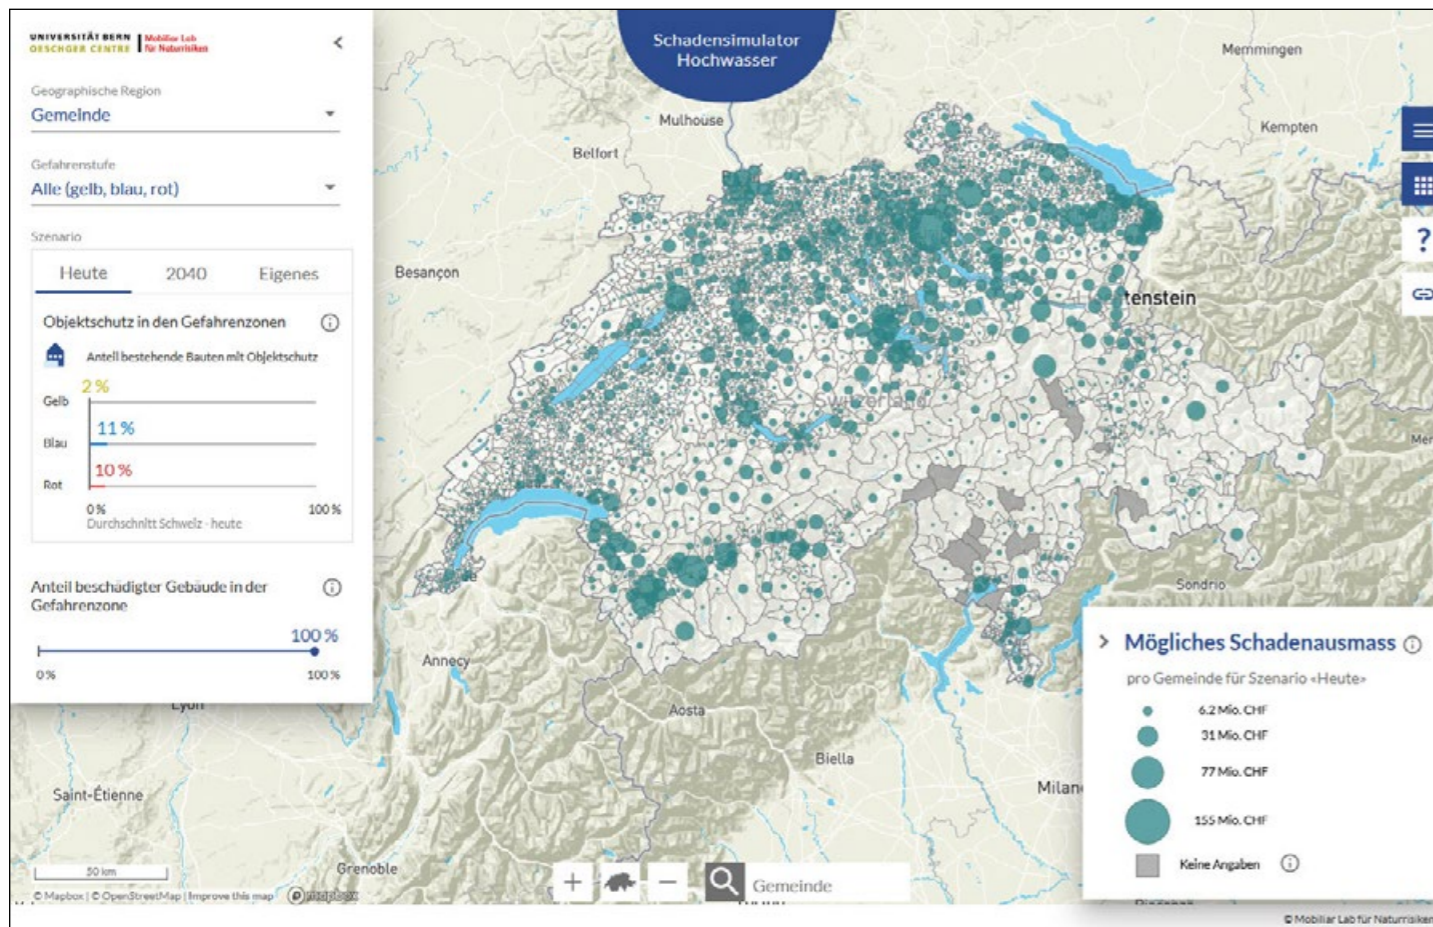 UNIVERSITÄT BERN
OESCHGER CENTRE
Mobiliar Lab
für Naturrisiken
Geographische Region
Gemeinde
Gefahrenstufe
Alle (gelb, blau, rot)
Szenario
Heute 2040 Eigenes
Objektschutz in den Gefahrenzonen
Anteil bestehende Bauten mit Objektschutz
2 %
Gelb
11 %
Blau
10 %
Rot
0 % 100 %
Durchschnitt Schweiz - heute
Anteil beschädigter Gebäude in der
Gefahrenzone
100 %
0 % 100 %
Schadensimulator
Hochwasser
Memmingen
Mulhouse
Kempten
Belfort
?
Besançon
tenstein
Switzerland
Mer
Sondrio
Annecy
Lyon
Aosta
Biella
Saint-Étienne
Milan
Grenoble
50 km
© Mapbox | © OpenStreetMap | Improve this map
mapbox
+
−
Gemeinde
Mögliches Schadenausmass
pro Gemeinde für Szenario «Heute»
6.2 Mio. CHF
31 Mio. CHF
77 Mio. CHF
155 Mio. CHF
Keine Angaben
© Mobiliar Lab für Naturrisiken